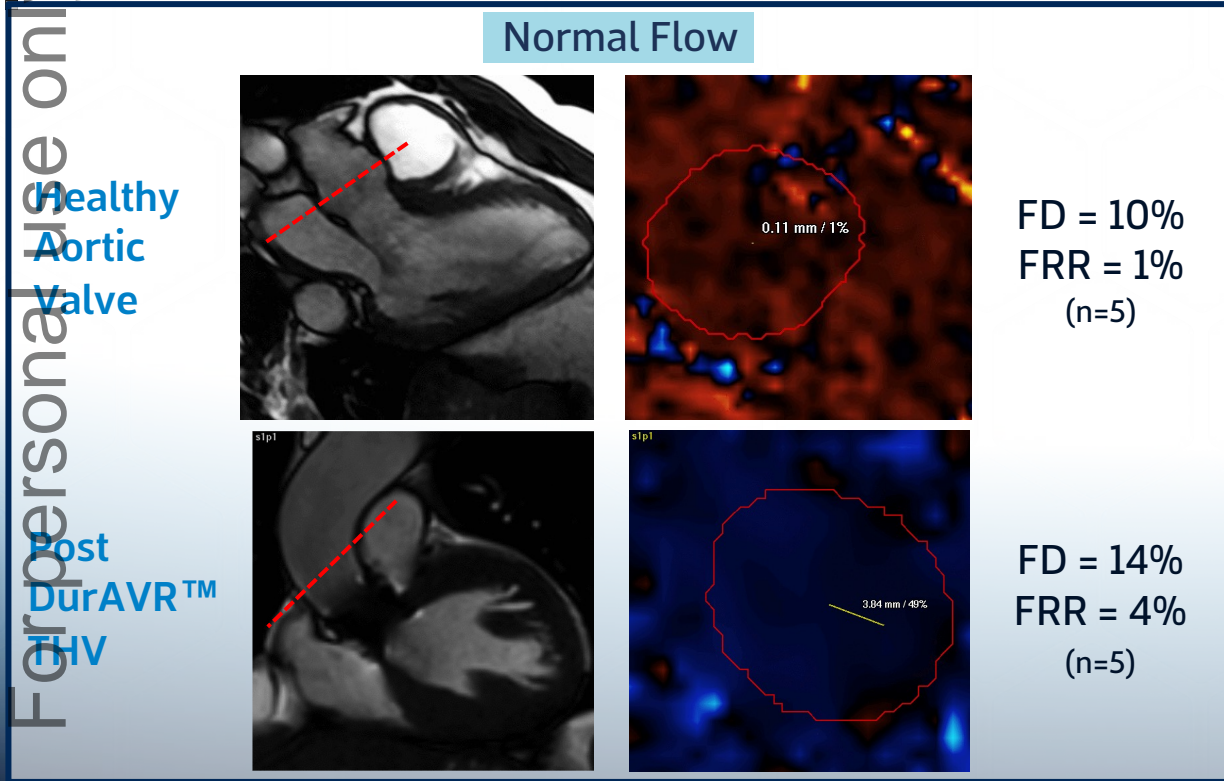 For personal use onl
Normal Flow
Healthy
Aortic
Valve
0.11 mm / 1%
FD = 10%
FRR = 1%
(n=5)
s1p1
s1p1
Post
DurAVR™
THV
3.84 mm / 49%
FD = 14%
FRR = 4%
(n=5)